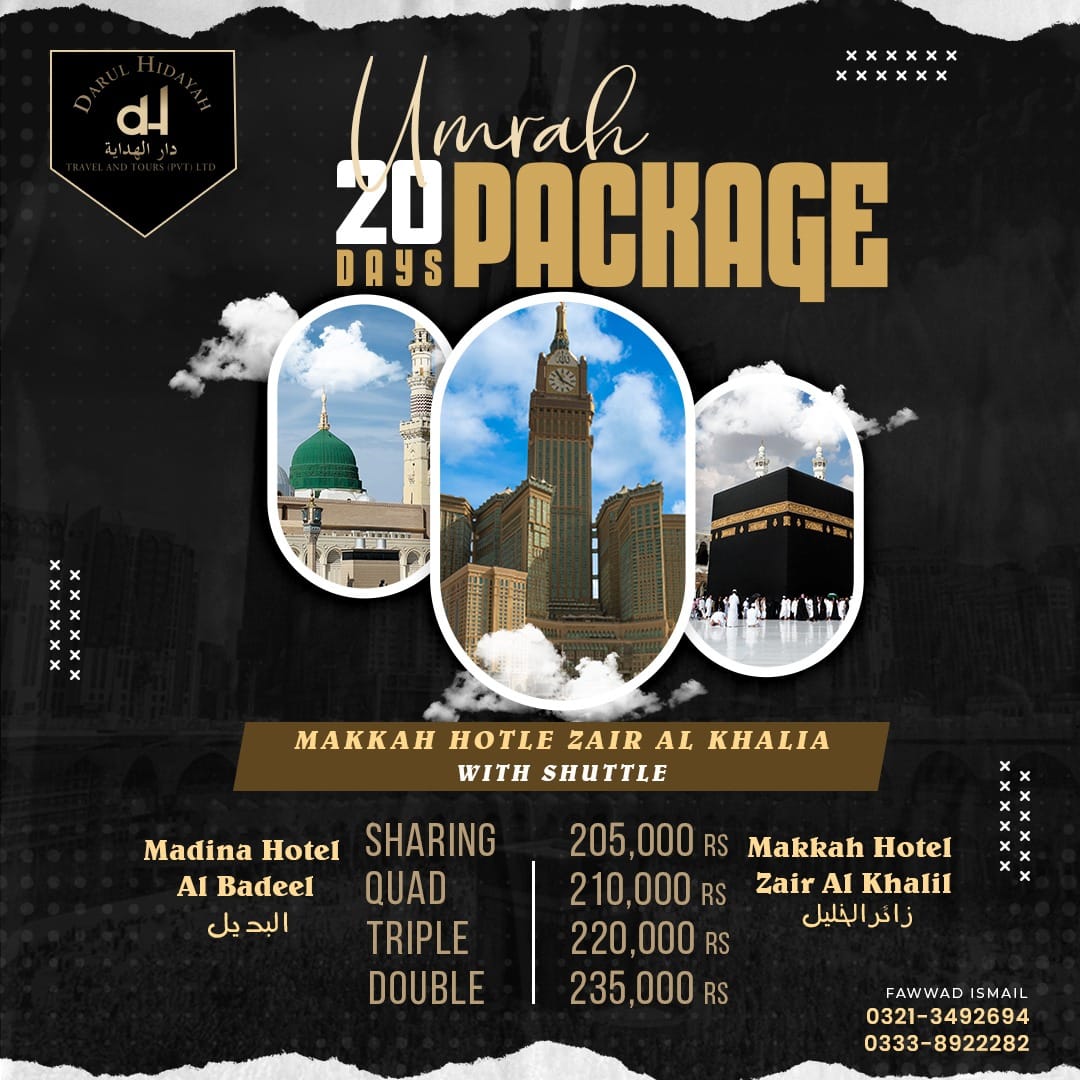 DARUL HIDAYAH
dH
دار الهداية
TRAVEL AND TOURS (PVT) LTD
Umrah
20 DAYS
PACKAGE
MAKKAH HOTLE ZAIR AL KHALIA
WITH SHUTTLE
Madina Hotel
Al Badeel
البديل
SHARING 205,000 RS
QUAD 210,000 RS
TRIPLE 220,000 RS
DOUBLE 235,000 RS
Makkah Hotel
Zair Al Khalil
زائر الخليل
FAWWAD ISMAIL
0321-3492694
0333-8922282